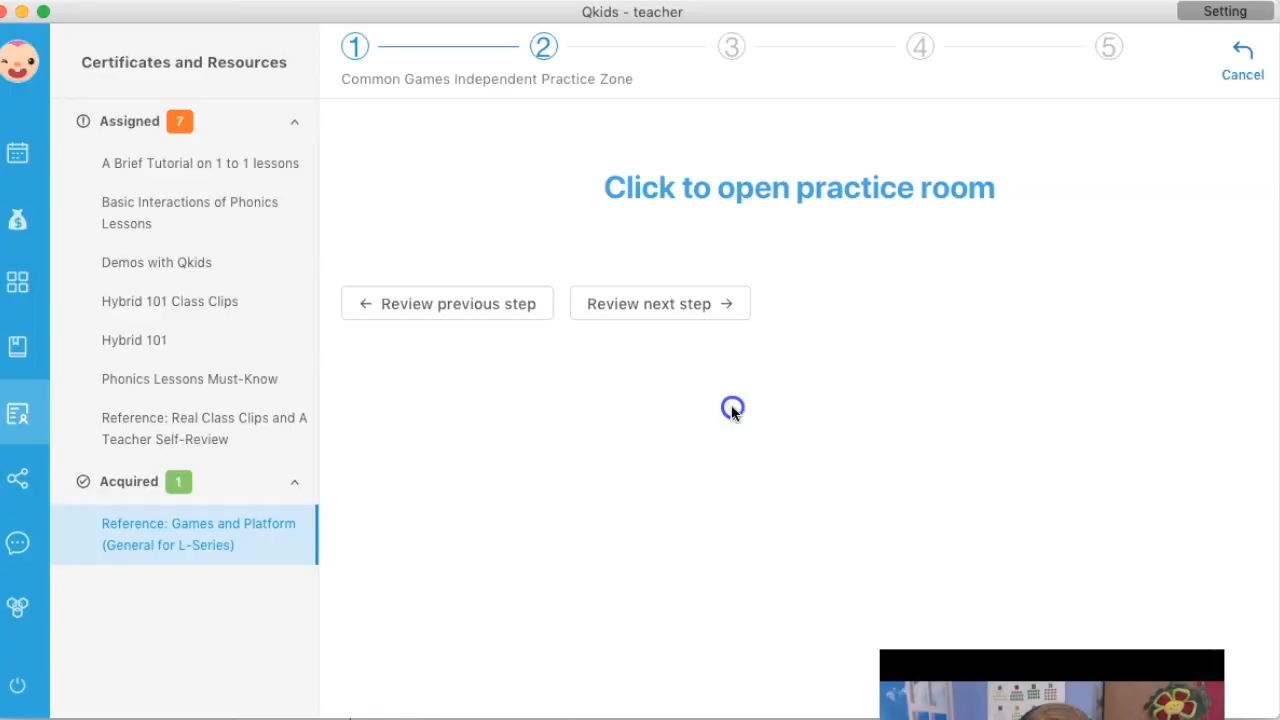 Qkids - teacher
Setting
Certificates and Resources
1
2
3
4
5
Common Games Independent Practice Zone
Cancel
Assigned 7
A Brief Tutorial on 1 to 1 lessons
Basic Interactions of Phonics
Lessons
Demos with Qkids
Hybrid 101 Class Clips
Hybrid 101
Phonics Lessons Must-Know
Reference: Real Class Clips and A
Teacher Self-Review
Acquired 1
Reference: Games and Platform
(General for L-Series)
Click to open practice room
← Review previous step
Review next step →